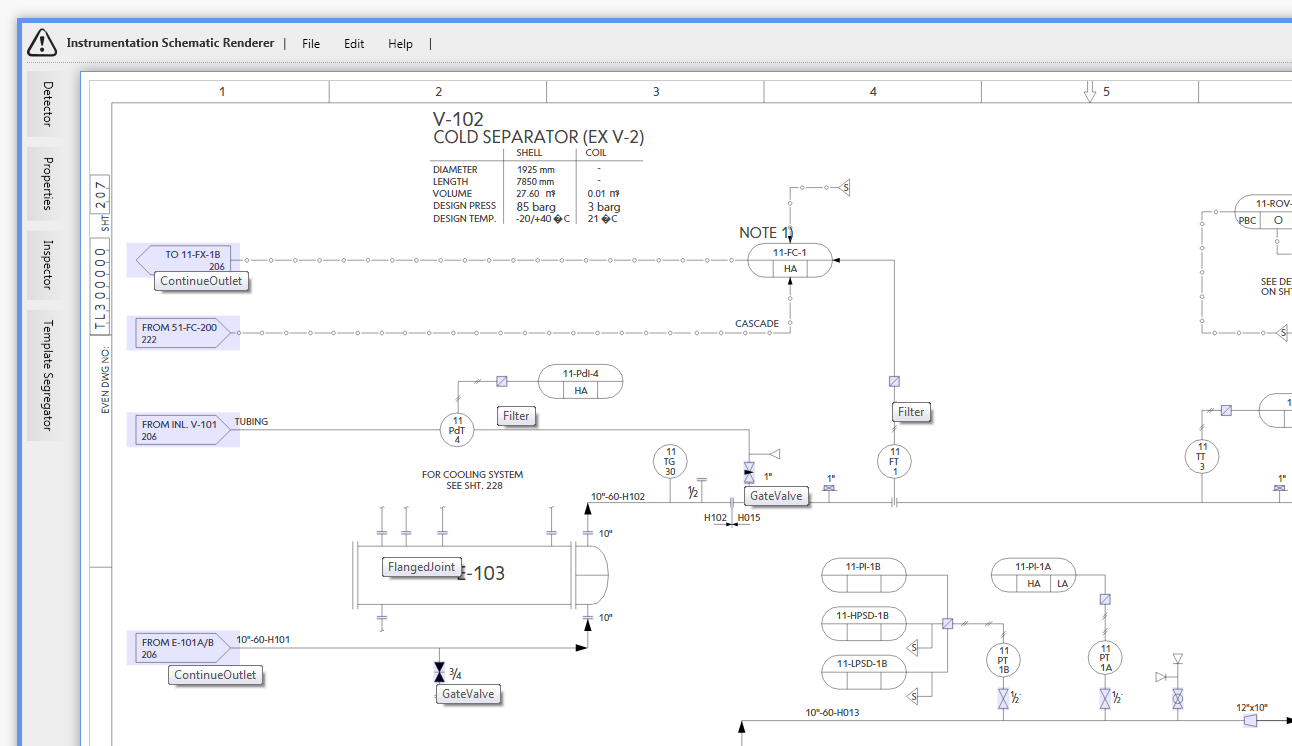 Instrumentation Schematic Renderer | File Edit Help |
Detector
Properties
Inspector
Template Segregator
1 2 3 4 5
SHT 207
TL300000
EVEN DWG NO:
V-102
COLD SEPARATOR (EX V-2)
SHELL COIL
DIAMETER 1925 mm -
LENGTH 7850 mm -
VOLUME 27.60 m³ 0.01 m³
DESIGN PRESS 85 barg 3 barg
DESIGN TEMP. -20/+40 �C 21 �C
S
NOTE 1)
11-FC-1
HA
TO 11-FX-1B
206
ContinueOutlet
FROM 51-FC-200
222
CASCADE
11-ROV-
PBC O
SEE DE
ON SHT
S
11-PdI-4
HA
Filter
Filter
FROM INL. V-101
206
TUBING
11
PdT
4
11
TG
30
11
FT
1
11
TT
3
1
FOR COOLING SYSTEM
SEE SHT. 228
1/2
1"
1"
1"
GateValve
10"-60-H102
H102 H015
10"
FlangedJoint
E-103
10"
FROM E-101A/B
206
10"-60-H101
ContinueOutlet
3/4
GateValve
11-PI-1B
11-HPSD-1B
S
11-LPSD-1B
S
11-PI-1A
HA LA
11
PT
1B
11
PT
1A
1/2"
1/2"
10"-60-H013
12"x10"